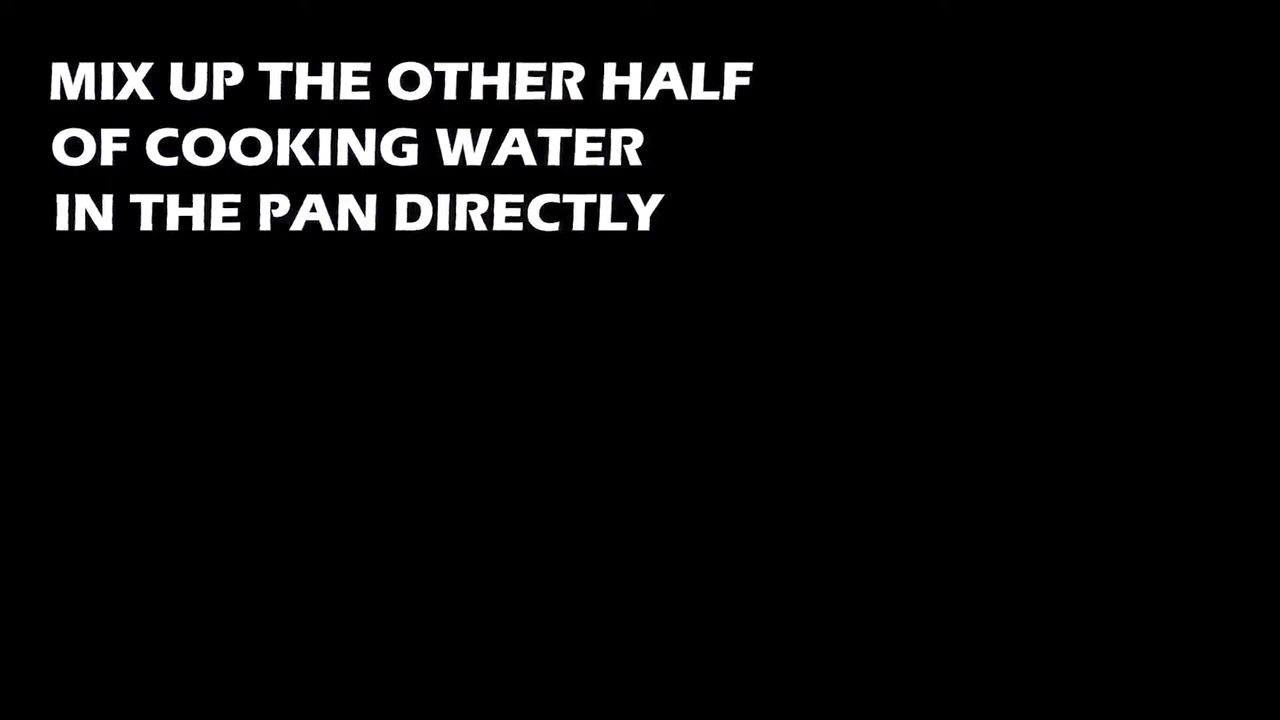 MIX UP THE OTHER HALF
OF COOKING WATER
IN THE PAN DIRECTLY